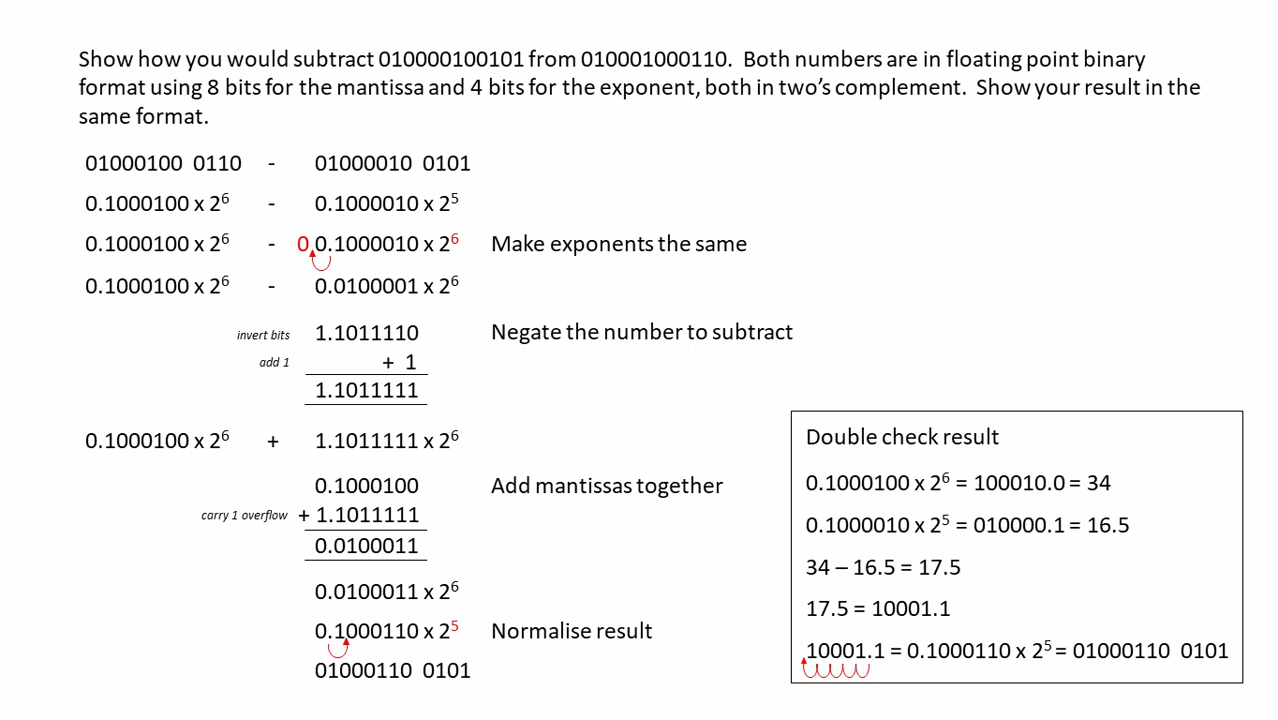 Show how you would subtract 010000100101 from 010001000110.  Both numbers are in floating point binary
format using 8 bits for the mantissa and 4 bits for the exponent, both in two’s complement.  Show your result in the
same format.
01000100  0110   -   01000010  0101
0.1000100 x 2⁶   -   0.1000010 x 2⁵
0.1000100 x 2⁶   -   0 0.1000010 x 2⁶   Make exponents the same
0.1000100 x 2⁶   -   0.0100001 x 2⁶
invert bits   1.1011110   Negate the number to subtract
add 1   + 1
1.1011111
0.1000100 x 2⁶   +   1.1011111 x 2⁶
0.1000100   Add mantissas together
carry 1 overflow   + 1.1011111
0.0100011
0.0100011 x 2⁶
0.1000110 x 2⁵   Normalise result
01000110  0101
Double check result
0.1000100 x 2⁶ = 100010.0 = 34
0.1000010 x 2⁵ = 010000.1 = 16.5
34 – 16.5 = 17.5
17.5 = 10001.1
10001.1 = 0.1000110 x 2⁵ = 01000110  0101